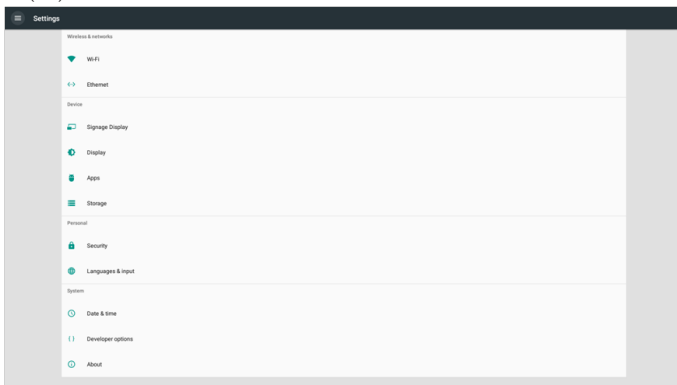 Settings
Wireless & networks
Wi-Fi
Ethernet
Device
Signage Display
Display
Apps
Storage
Personal
Security
Languages & input
System
Date & time
Developer options
About